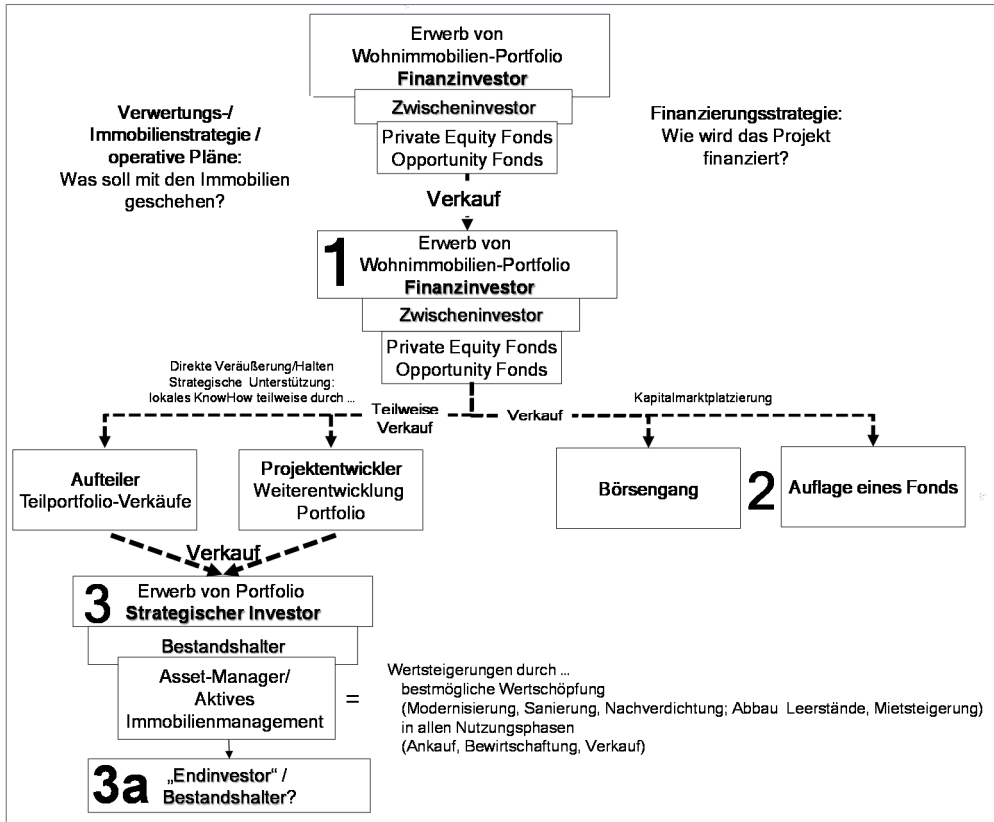 Erwerb von
Wohnimmobilien-Portfolio
Finanzinvestor
Zwischeninvestor
Private Equity Fonds
Opportunity Fonds
Verwertungs-/
Immobilienstrategie /
operative Pläne:
Was soll mit den Immobilien
geschehen?
Finanzierungsstrategie:
Wie wird das Projekt
finanziert?
Verkauf
1
Erwerb von
Wohnimmobilien-Portfolio
Finanzinvestor
Zwischeninvestor
Private Equity Fonds
Opportunity Fonds
Direkte Veräußerung/Halten
Strategische Unterstützung:
lokales KnowHow teilweise durch ...
Teilweise
Verkauf
Verkauf
Kapitalmarktplatzierung
Aufteiler
Teilportfolio-Verkäufe
Projektentwickler
Weiterentwicklung
Portfolio
Börsengang
2
Auflage eines Fonds
Verkauf
3
Erwerb von Portfolio
Strategischer Investor
Bestandshalter
Asset-Manager/
Aktives
Immobilienmanagement
=
Wertsteigerungen durch ...
bestmögliche Wertschöpfung
(Modernisierung, Sanierung, Nachverdichtung; Abbau Leerstände, Mietsteigerung)
in allen Nutzungsphasen
(Ankauf, Bewirtschaftung, Verkauf)
3a
„Endinvestor“ /
Bestandshalter?